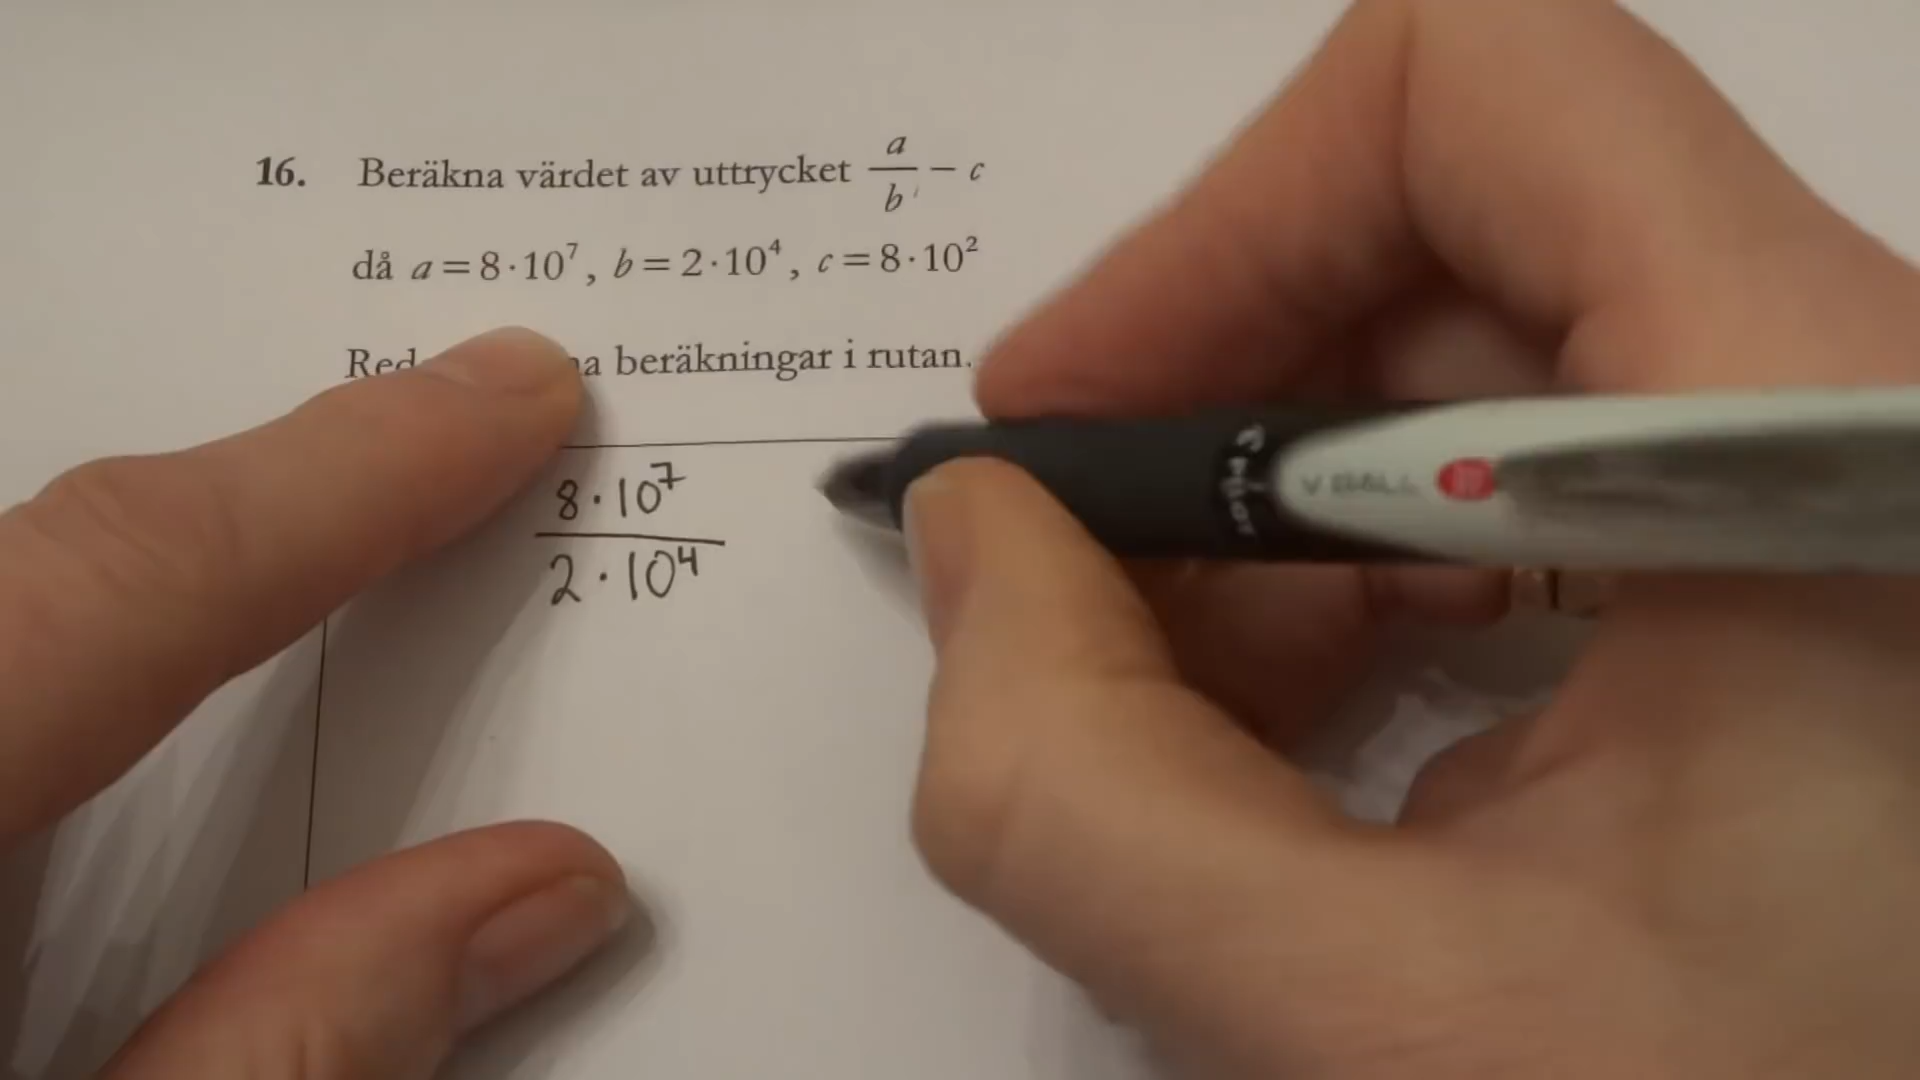 16. Beräkna värdet av uttrycket a/b − c
då a = 8·10⁷, b = 2·10⁴, c = 8·10²
beräkningar i rutan.
8·10⁷
2·10⁴
V BALL
PILOT